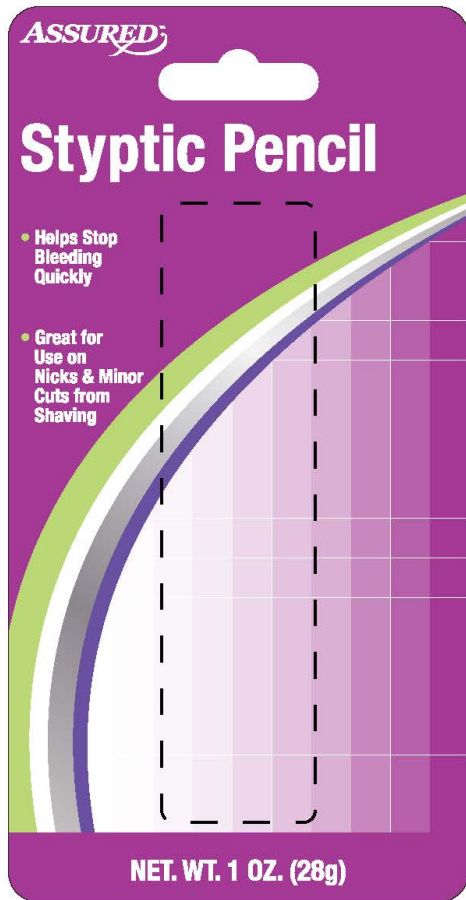 ASSURED
Styptic Pencil
• Helps Stop
Bleeding
Quickly
• Great for
Use on
Nicks & Minor
Cuts from
Shaving
NET. WT. 1 OZ. (28g)